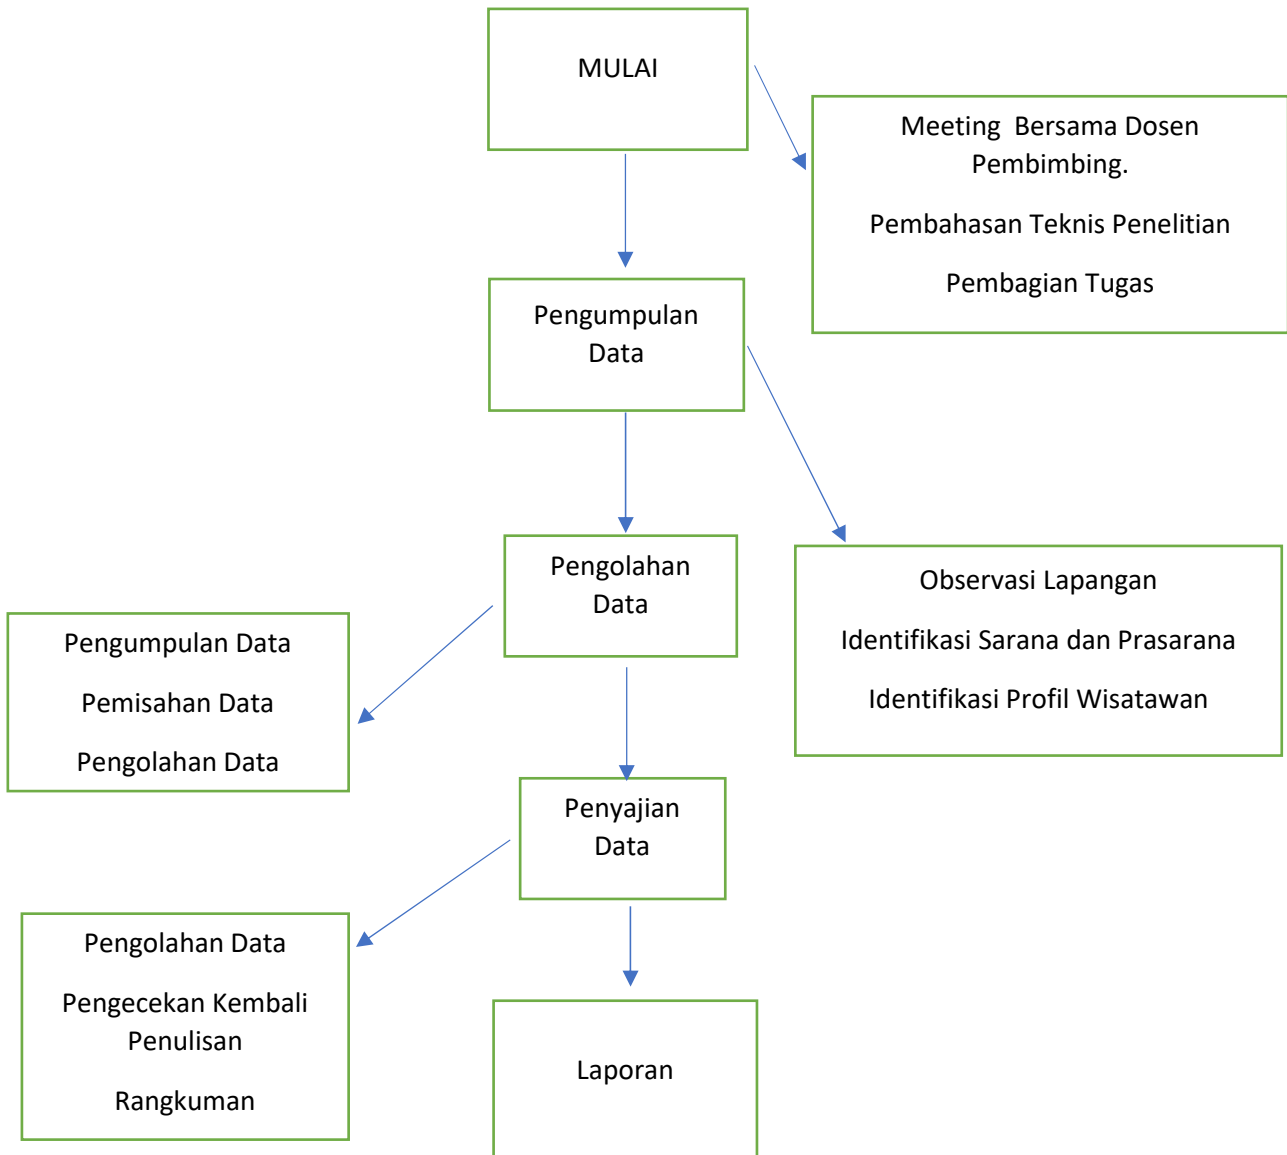 MULAI
Meeting  Bersama Dosen
Pembimbing.
Pembahasan Teknis Penelitian
Pembagian Tugas
Pengumpulan
Data
Pengolahan
Data
Observasi Lapangan
Identifikasi Sarana dan Prasarana
Identifikasi Profil Wisatawan
Pengumpulan Data
Pemisahan Data
Pengolahan Data
Penyajian
Data
Pengolahan Data
Pengecekan Kembali
Penulisan
Rangkuman
Laporan